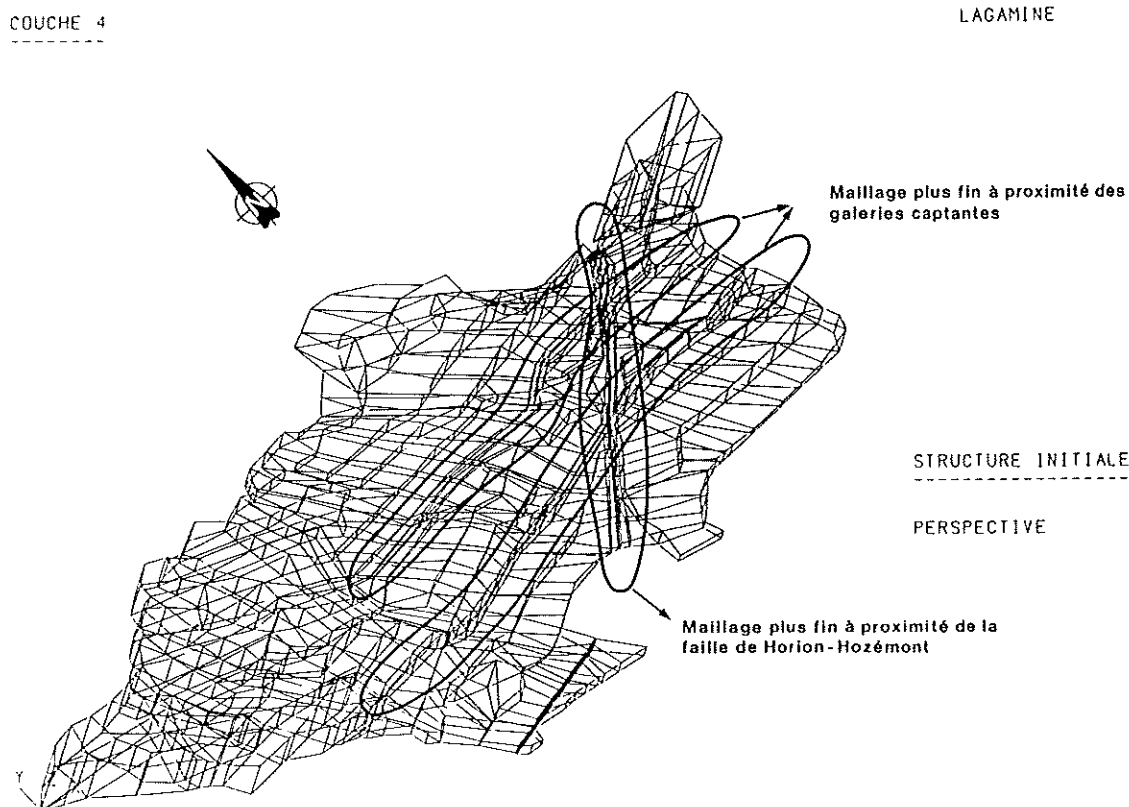 COUCHE 4
LAGAMINE
Maillage plus fin à proximité des
galeries captantes
STRUCTURE INITIALE
PERSPECTIVE
Maillage plus fin à proximité de la
faille de Horion-Hozémont
Y